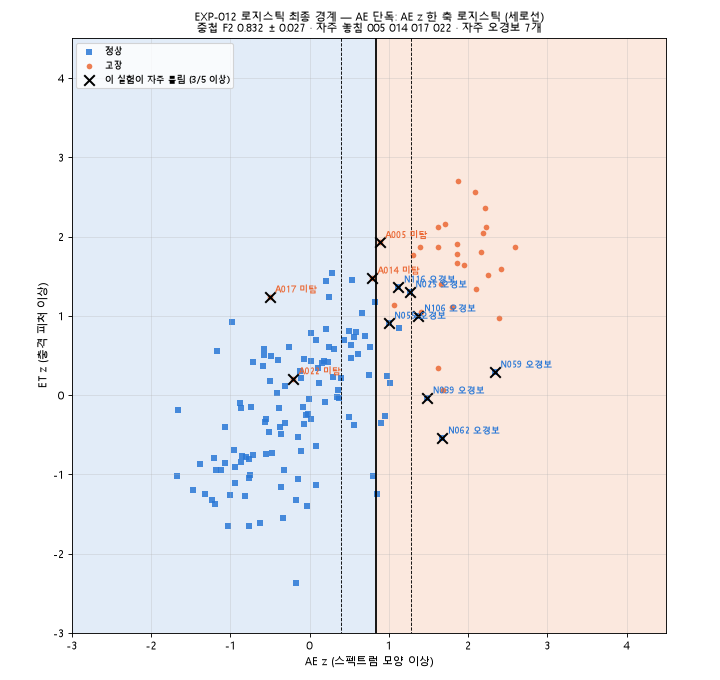 EXP-012 로지스틱 최종 경계 — AE 단독: AE z 한 축 로지스틱 (세로선)
중첩 F2 0.832 ± 0.027 · 자주 놓침 005 014 017 022 · 자주 오경보 7개
정상
고장
이 실험이 자주 틀림 (3/5 이상)
4
3
2
1
0
-1
-2
-3
ET z (충격 피처 이상)
A005 미탐
A014 미탐
N116 오경보
N025 오경보
A017 미탐
N106 오경보
오경보
A022 미탐
N059 오경보
N039 오경보
N062 오경보
-3
-2
-1
0
1
2
3
4
AE z (스펙트럼 모양 이상)